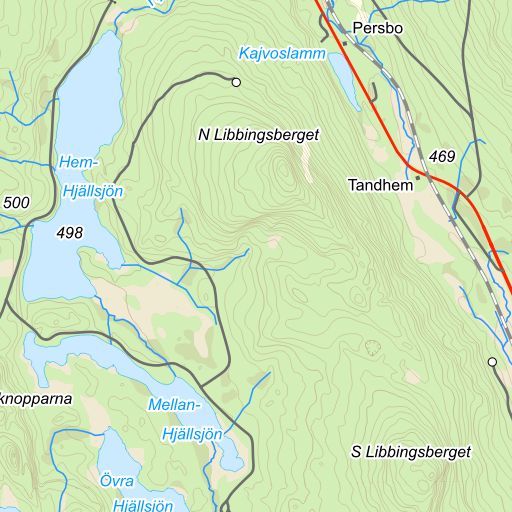 Persbo
Kajvoslamm
N Libbingsberget
469
Hem-
Hjällsjön
Tandhem
500
498
knopparna
Mellan-
Hjällsjön
S Libbingsberget
Övra
Hjällsjön